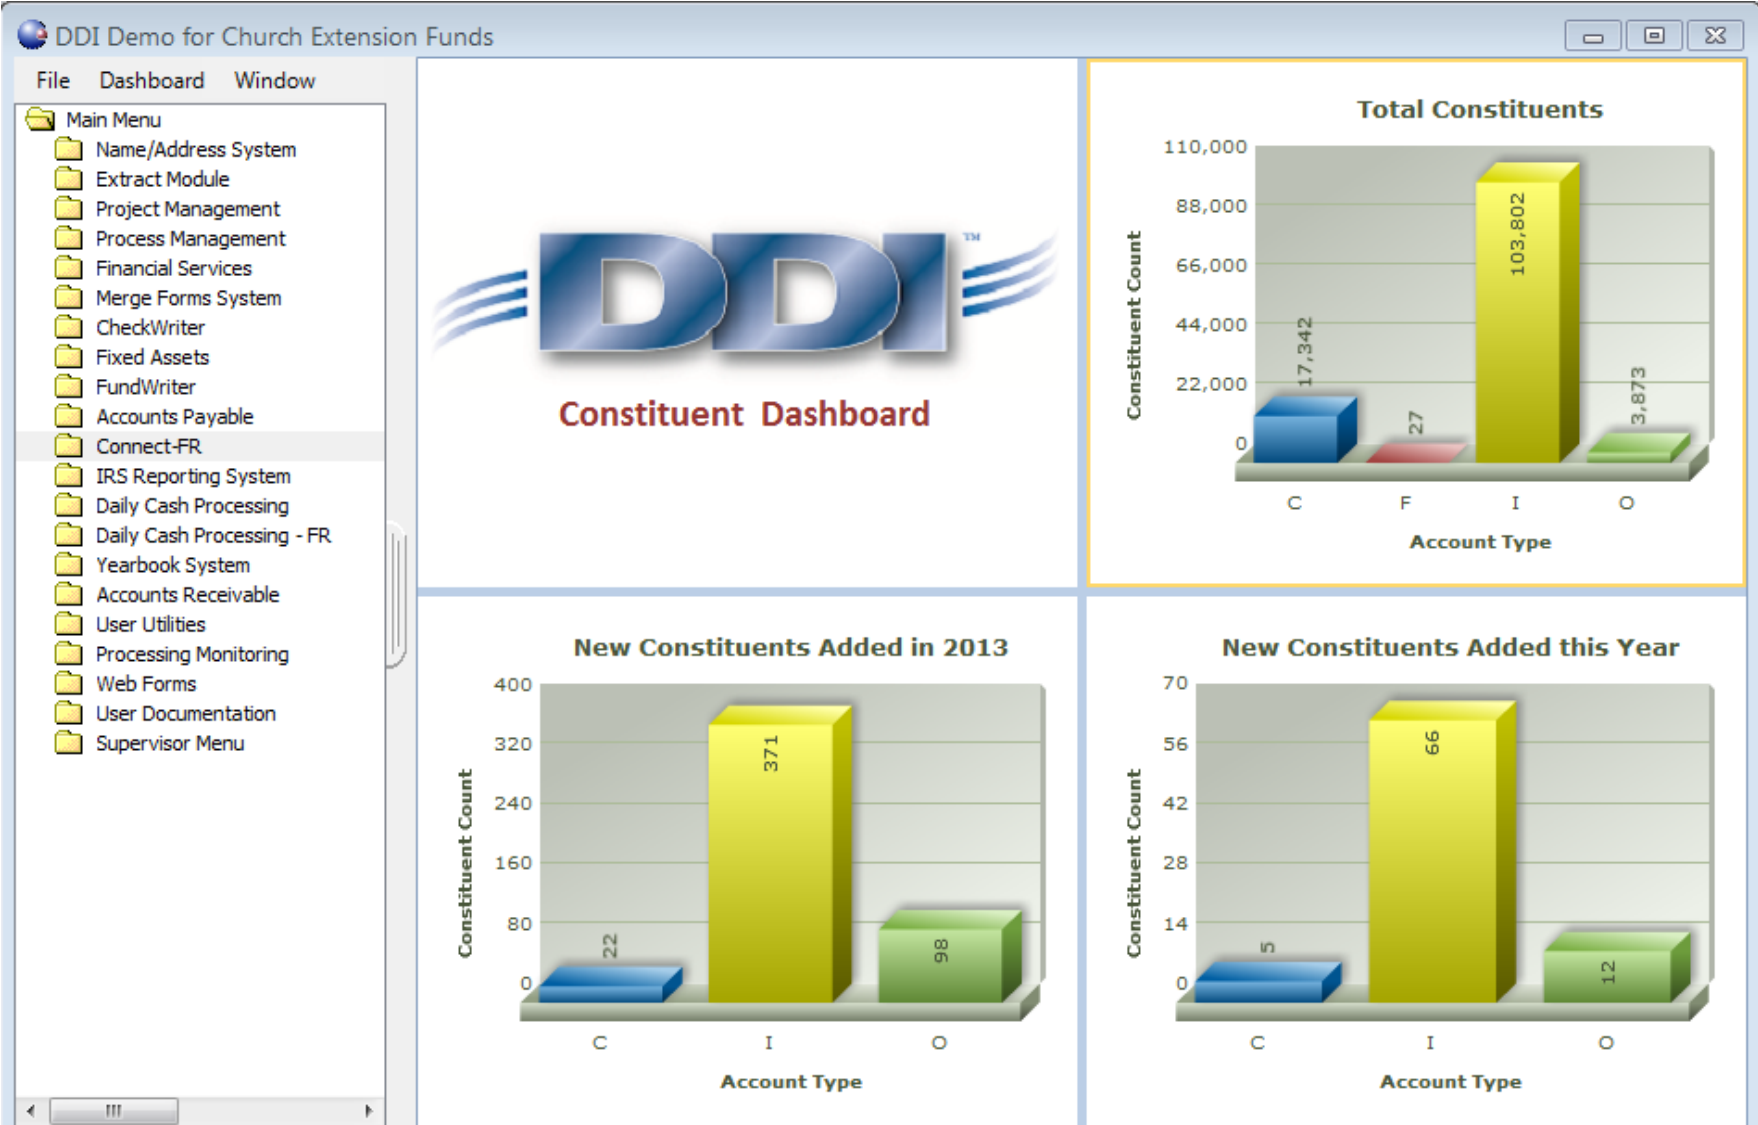 DDI Demo for Church Extension Funds
File Dashboard Window
Main Menu
Name/Address System
Extract Module
Project Management
Process Management
Financial Services
Merge Forms System
CheckWriter
Fixed Assets
FundWriter
Accounts Payable
Connect-FR
IRS Reporting System
Daily Cash Processing
Daily Cash Processing - FR
Yearbook System
Accounts Receivable
User Utilities
Processing Monitoring
Web Forms
User Documentation
Supervisor Menu
DDI ™
Constituent Dashboard
Total Constituents
Constituent Count
110,000
88,000
66,000
44,000
22,000
0
17,342
27
103,802
3,873
C F I O
Account Type
New Constituents Added in 2013
Constituent Count
400
320
240
160
80
0
22
371
98
C I O
Account Type
New Constituents Added this Year
Constituent Count
70
56
42
28
14
0
5
66
12
C I O
Account Type